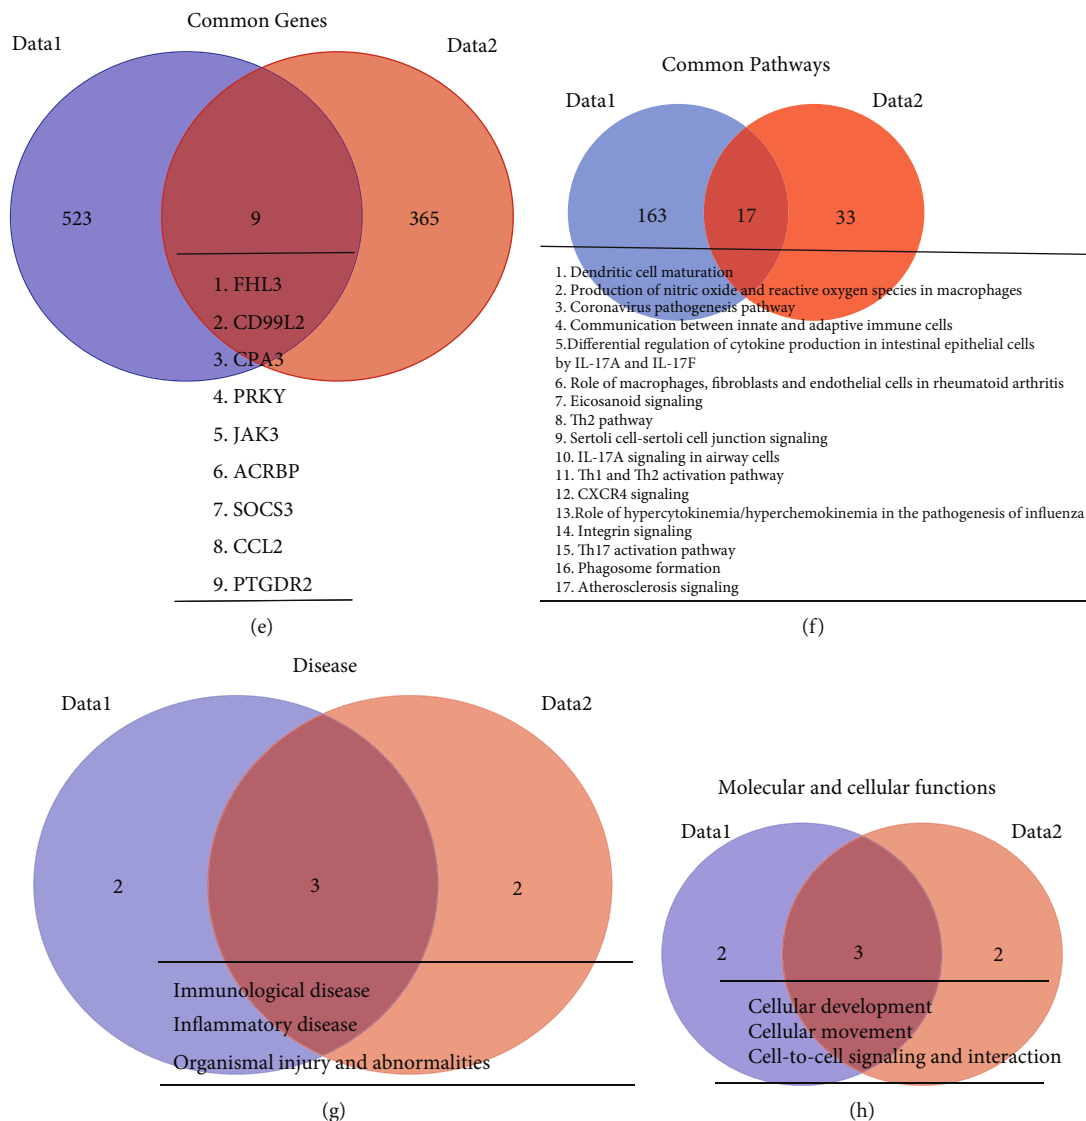 Common Genes
Data1
Data2
523
9
365
1. FHL3
2. CD99L2
3. CPA3
4. PRKY
5. JAK3
6. ACRBP
7. SOCS3
8. CCL2
9. PTGDR2
(e)
Common Pathways
Data1
Data2
163
17
33
1. Dendritic cell maturation
2. Production of nitric oxide and reactive oxygen species in macrophages
3. Coronavirus pathogenesis pathway
4. Communication between innate and adaptive immune cells
5.Differential regulation of cytokine production in intestinal epithelial cells
by IL-17A and IL-17F
6. Role of macrophages, fibroblasts and endothelial cells in rheumatoid arthritis
7. Eicosanoid signaling
8. Th2 pathway
9. Sertoli cell-sertoli cell junction signaling
10. IL-17A signaling in airway cells
11. Th1 and Th2 activation pathway
12. CXCR4 signaling
13.Role of hypercytokinemia/hyperchemokinemia in the pathogenesis of influenza
14. Integrin signaling
15. Th17 activation pathway
16. Phagosome formation
17. Atherosclerosis signaling
(f)
Disease
Data1
Data2
2
3
2
Immunological disease
Inflammatory disease
Organismal injury and abnormalities
(g)
Molecular and cellular functions
Data1
Data2
2
3
2
Cellular development
Cellular movement
Cell-to-cell signaling and interaction
(h)